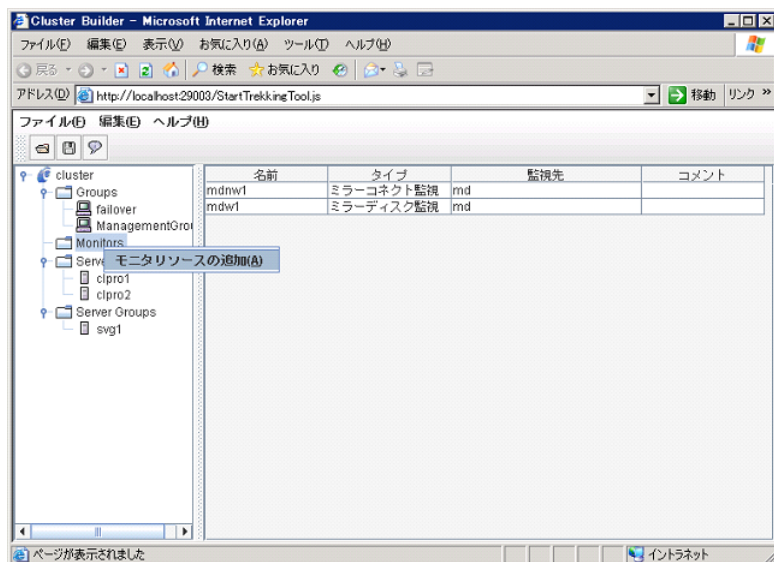 Cluster Builder - Microsoft Internet Explorer
ファイル(F) 編集(E) 表示(V) お気に入り(A) ツール(T) ヘルプ(H)
戻る 検索 お気に入り
アドレス(D) http://localhost:29003/StartTrekkingTool.js 移動 リンク »
ファイル(F) 編集(E) ヘルプ(H)
cluster
Groups
failover
ManagementGrou
Monitors
モニタリソースの追加(A)
Serve
clpro1
clpro2
Server Groups
svg1
名前 タイプ 監視先 コメント
mdnw1 ミラーコネクト監視 md
mdw1 ミラーディスク監視 md
ページが表示されました イントラネット